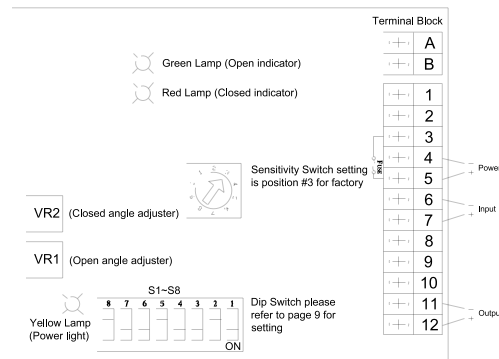 Terminal Block
A
B
Green Lamp (Open indicator)
Red Lamp (Closed indicator)
1
2
3
4
5
6
7
8
9
10
11
12
Fuse
- Power
+
- Input
+
- Outpu
+
Sensitivity Switch setting
is position #3 for factory
VR2 (Closed angle adjuster)
VR1 (Open angle adjuster)
S1~S8
8 7 6 5 4 3 2 1
ON
Dip Switch please
refer to page 9 for
setting
Yellow Lamp
(Power light)